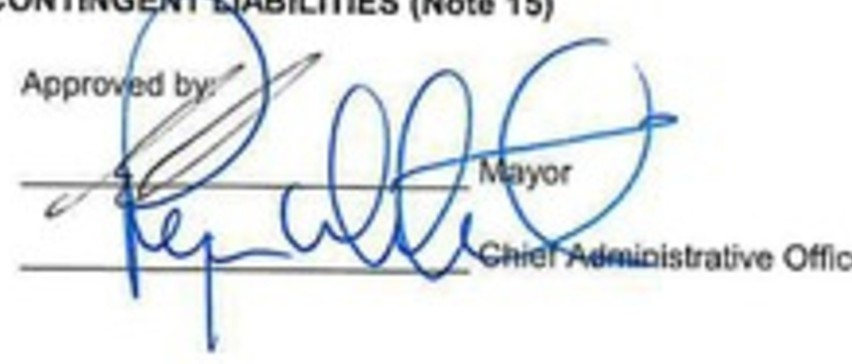 CONTINGENT LIABILITIES (Note 15)
Approved by:
Mayor
Chief Administrative Offic